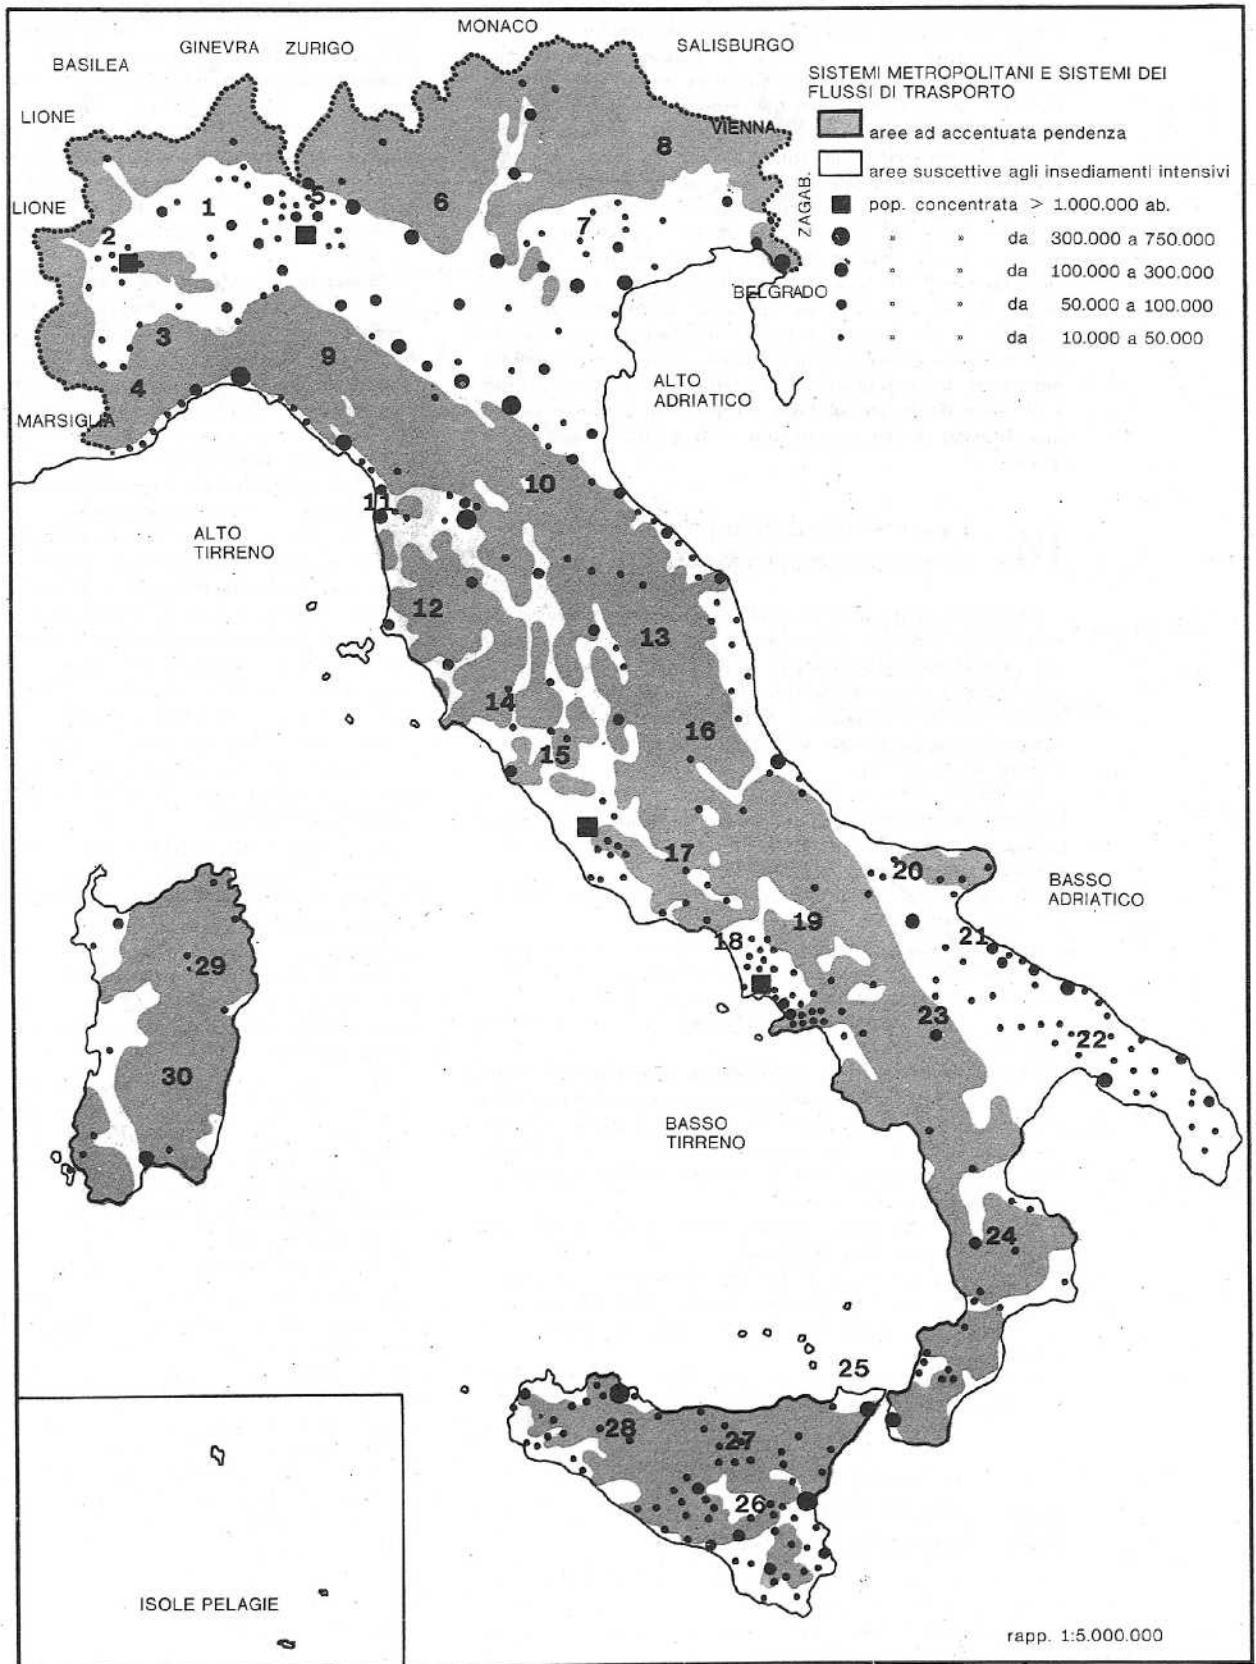 MONACO
GINEVRA ZURIGO
SALISBURGO
BASILEA
LIONE
LIONE
MARSIGLIA
VIENNA
ZAGAB.
BELGRADO
SISTEMI METROPOLITANI E SISTEMI DEI
FLUSSI DI TRASPORTO
aree ad accentuata pendenza
aree suscettive agli insediamenti intensivi
pop. concentrata > 1.000.000 ab.
" " da 300.000 a 750.000
" " da 100.000 a 300.000
" " da 50.000 a 100.000
" " da 10.000 a 50.000
8
5
6
1
7
2
3
9
4
ALTO
ADRIATICO
10
11
ALTO
TIRRENO
12
13
14
16
15
17
20
BASSO
ADRIATICO
18
19
21
29
23
22
30
BASSO
TIRRENO
24
25
28
27
26
ISOLE PELAGIE
rapp. 1:5.000.000